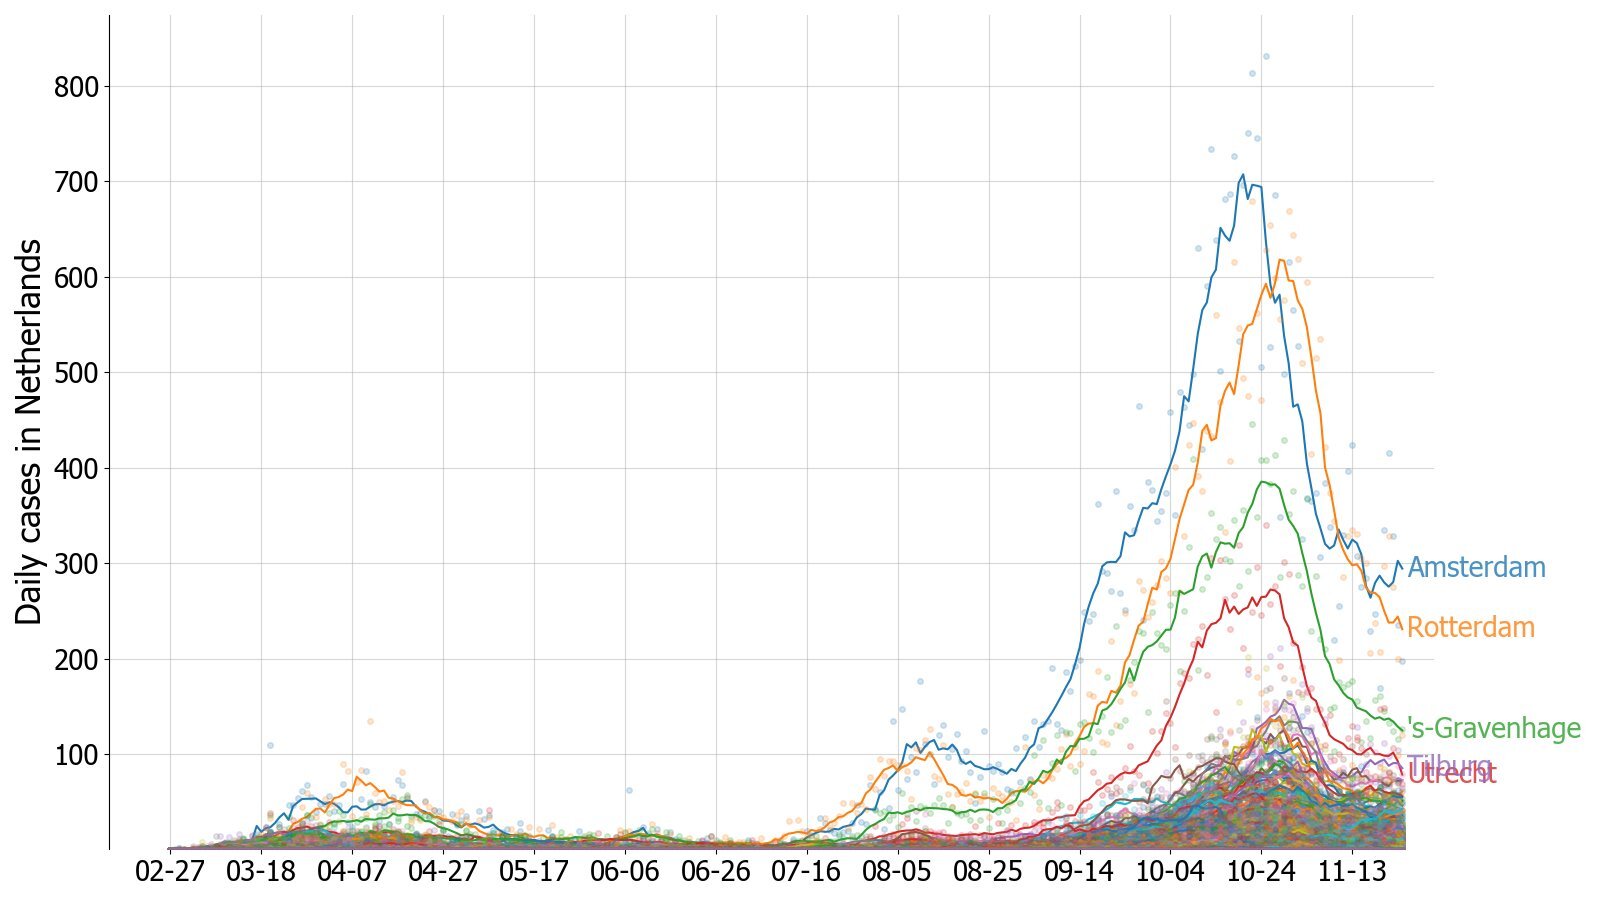 Daily cases in Netherlands
800
700
600
500
400
300
200
100
Amsterdam
Rotterdam
's-Gravenhage
Tilburg
Utrecht
02-27 03-18 04-07 04-27 05-17 06-06 06-26 07-16 08-05 08-25 09-14 10-04 10-24 11-13